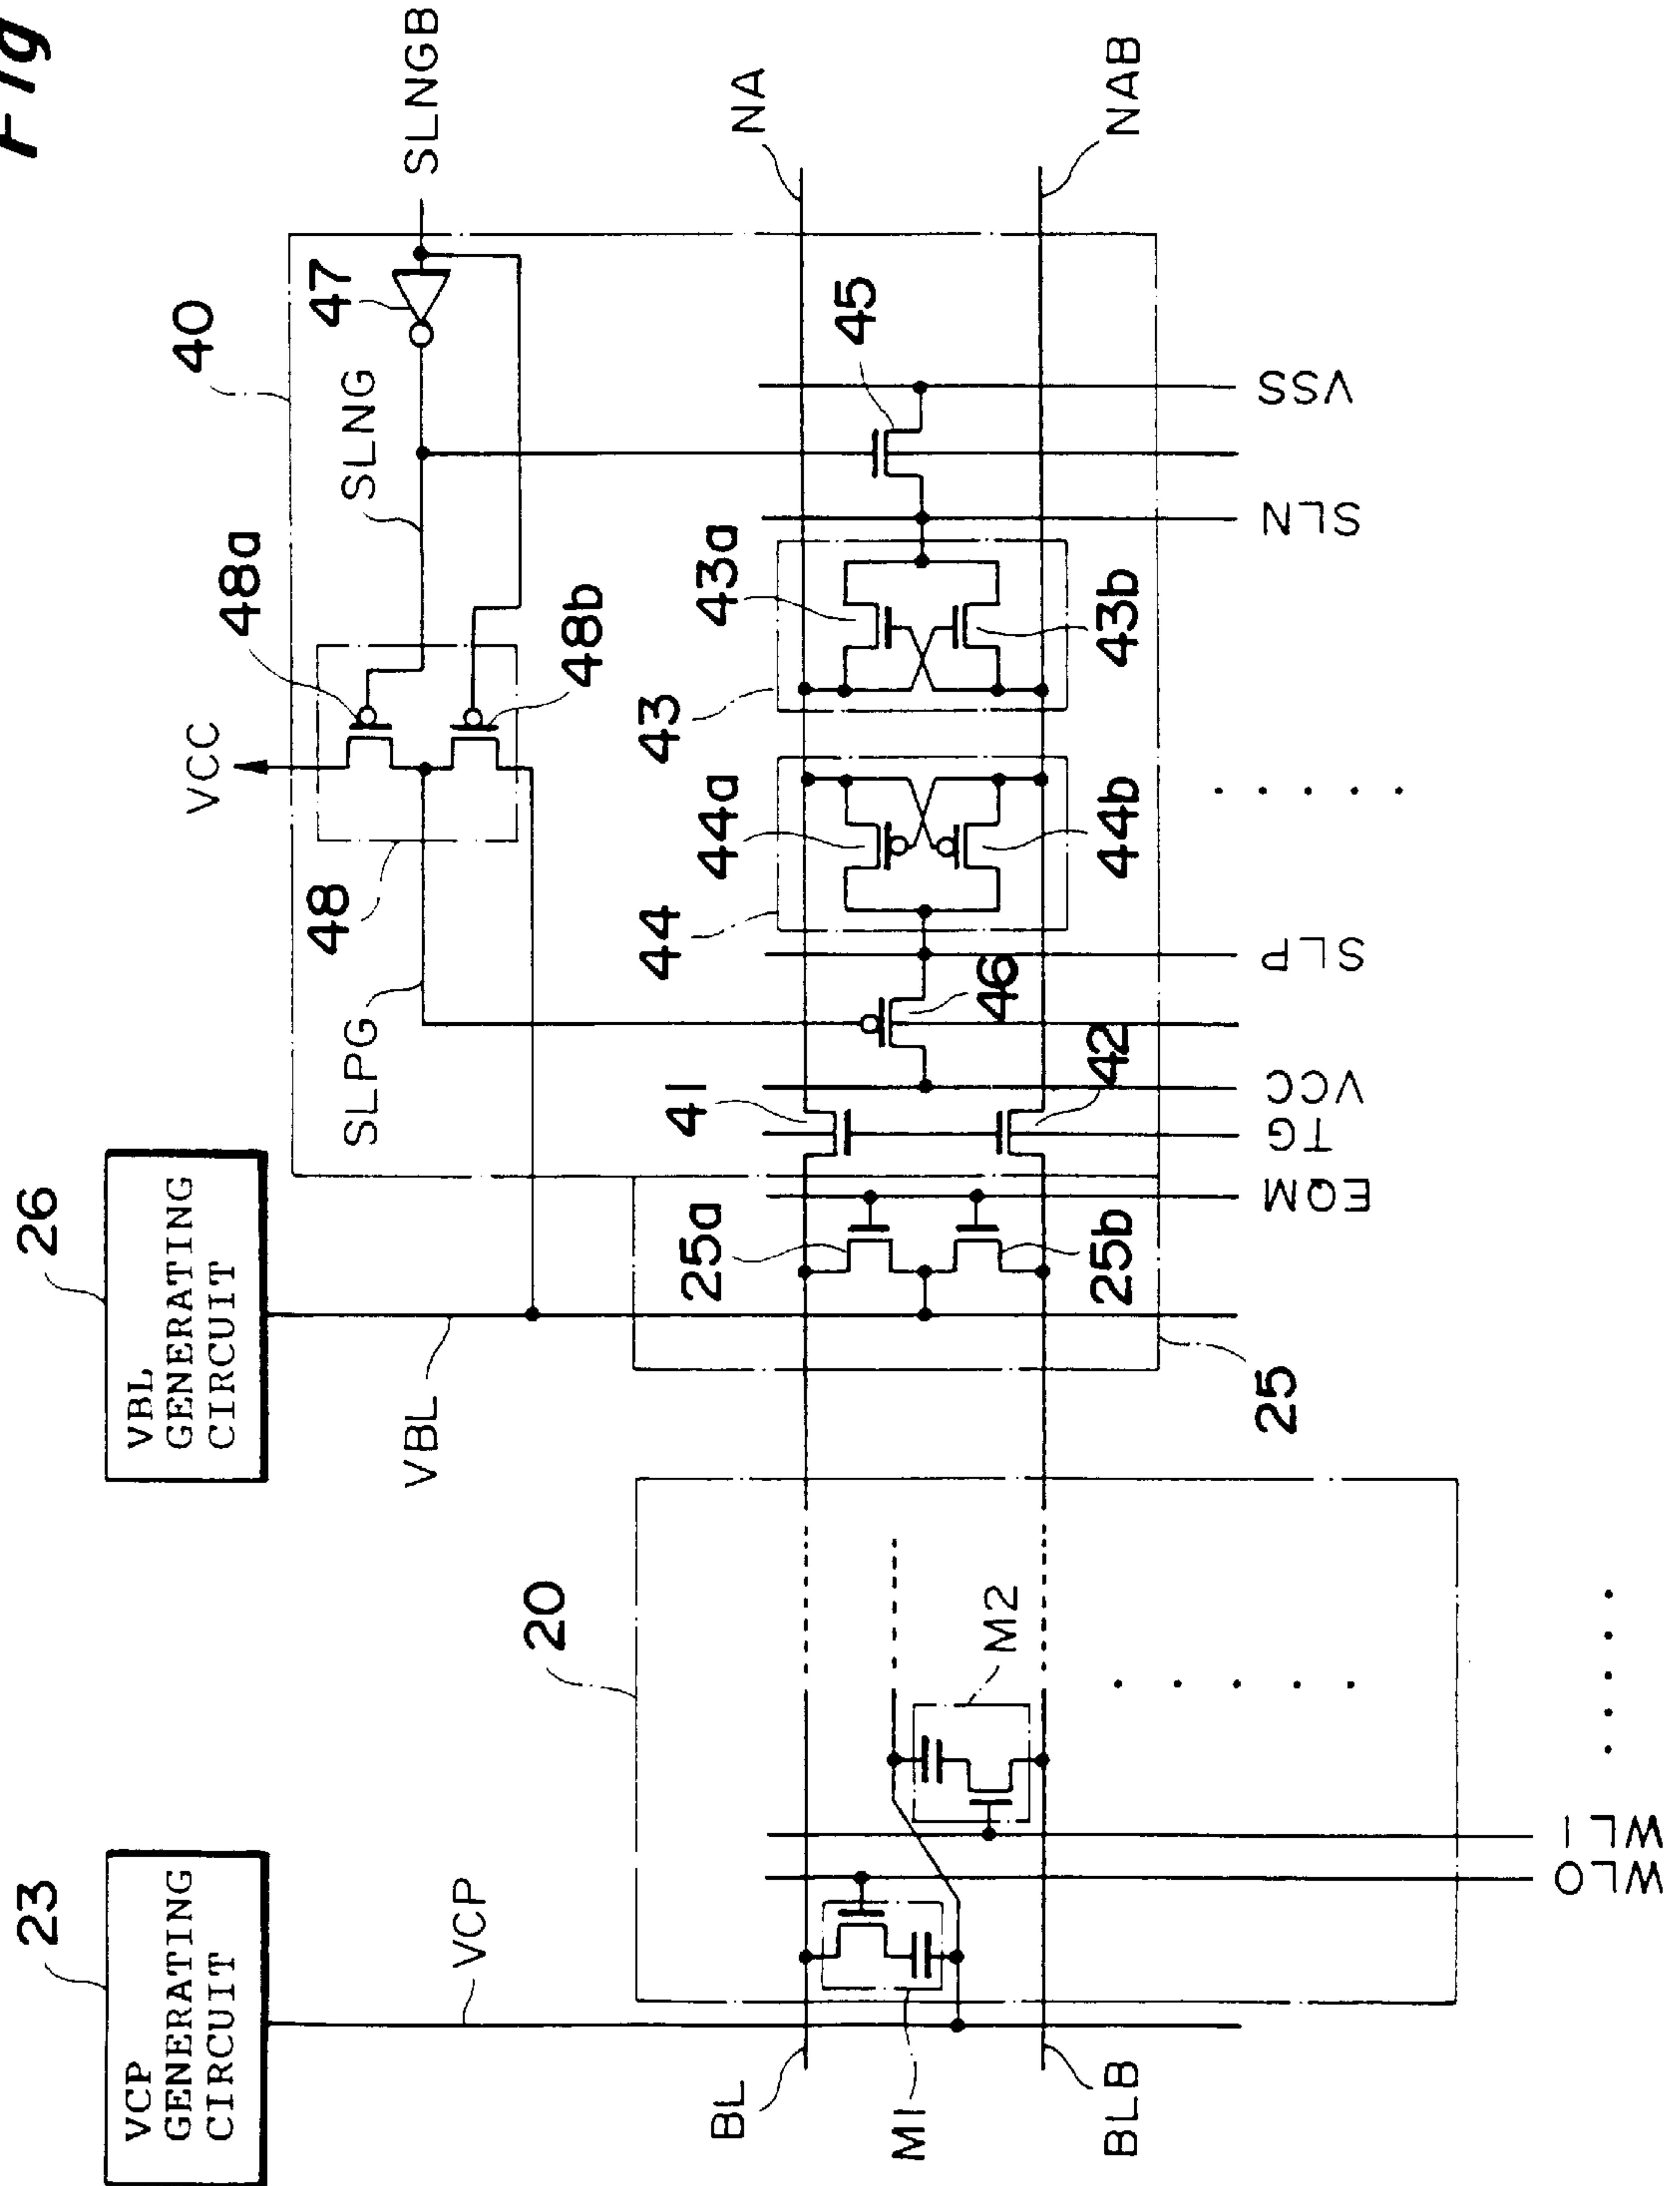 Fig
23
VCP
GENERATING
CIRCUIT
26
VBL
GENERATING
CIRCUIT
VCP
VBL
VCC
48a
48b
48
SLPG
SLNG
47
40
SLNGB
20
BL
M1
BLB
M2
WL0
WL1
25a
25b
25
EQM
TG
VCC
41
42
46
SLP
44
44a
44b
43
43a
43b
SLN
45
VSS
NA
NAB